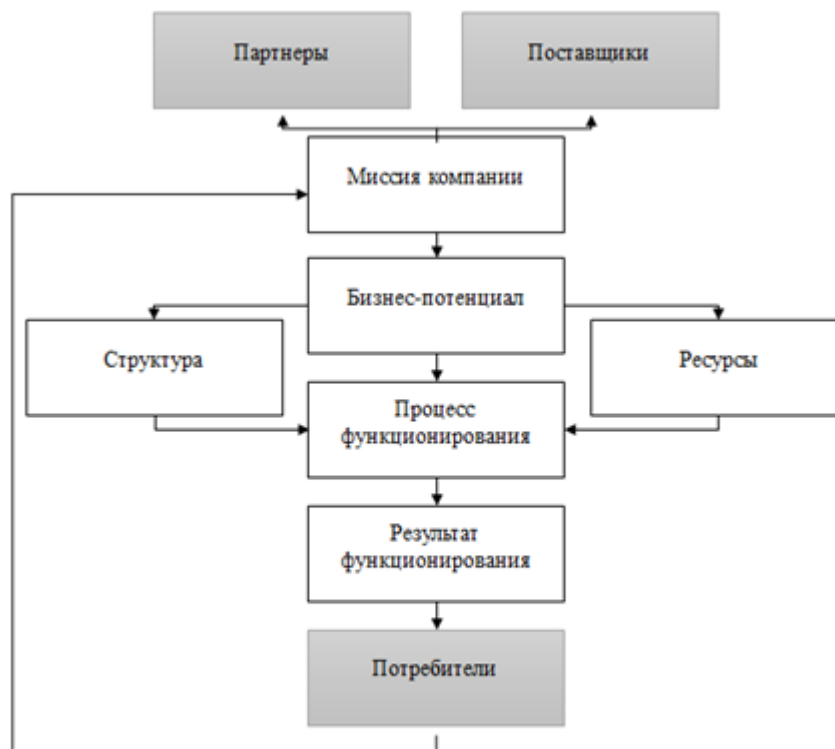 Партнеры
Поставщики
Миссия компании
Бизнес-потенциал
Структура
Ресурсы
Процесс
функционирования
Результат
функционирования
Потребители